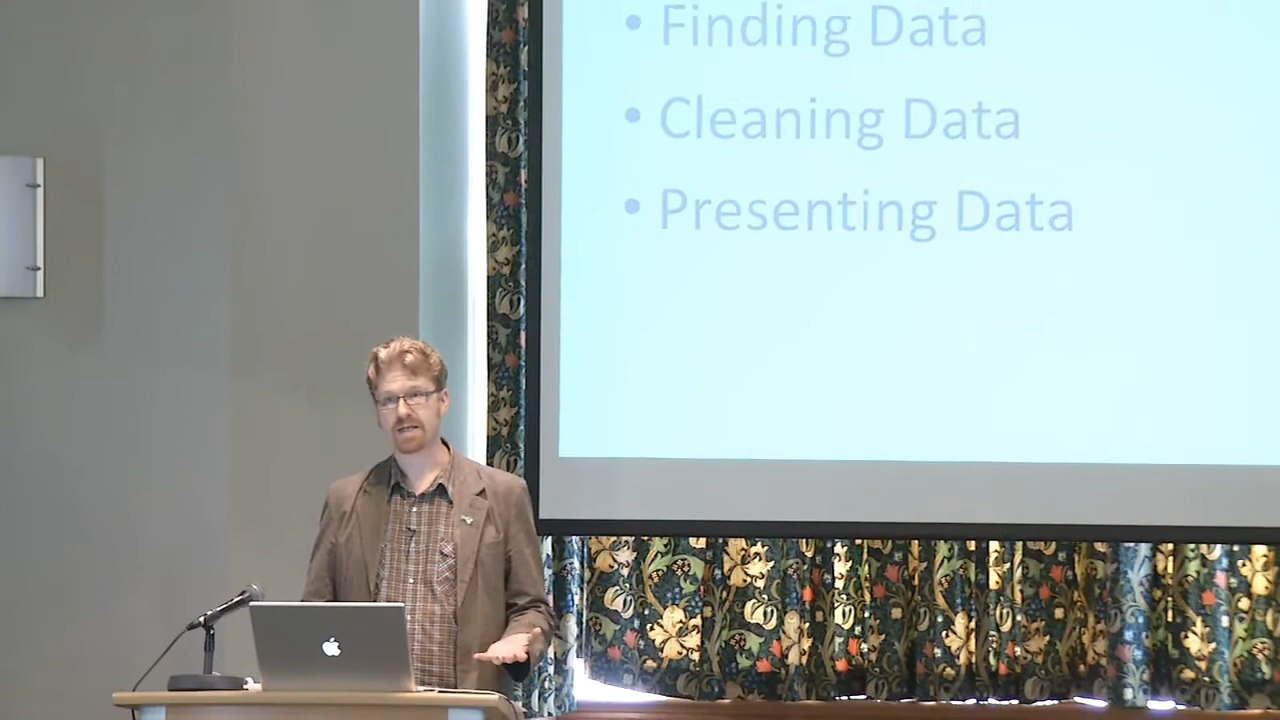 • Finding Data
• Cleaning Data
• Presenting Data